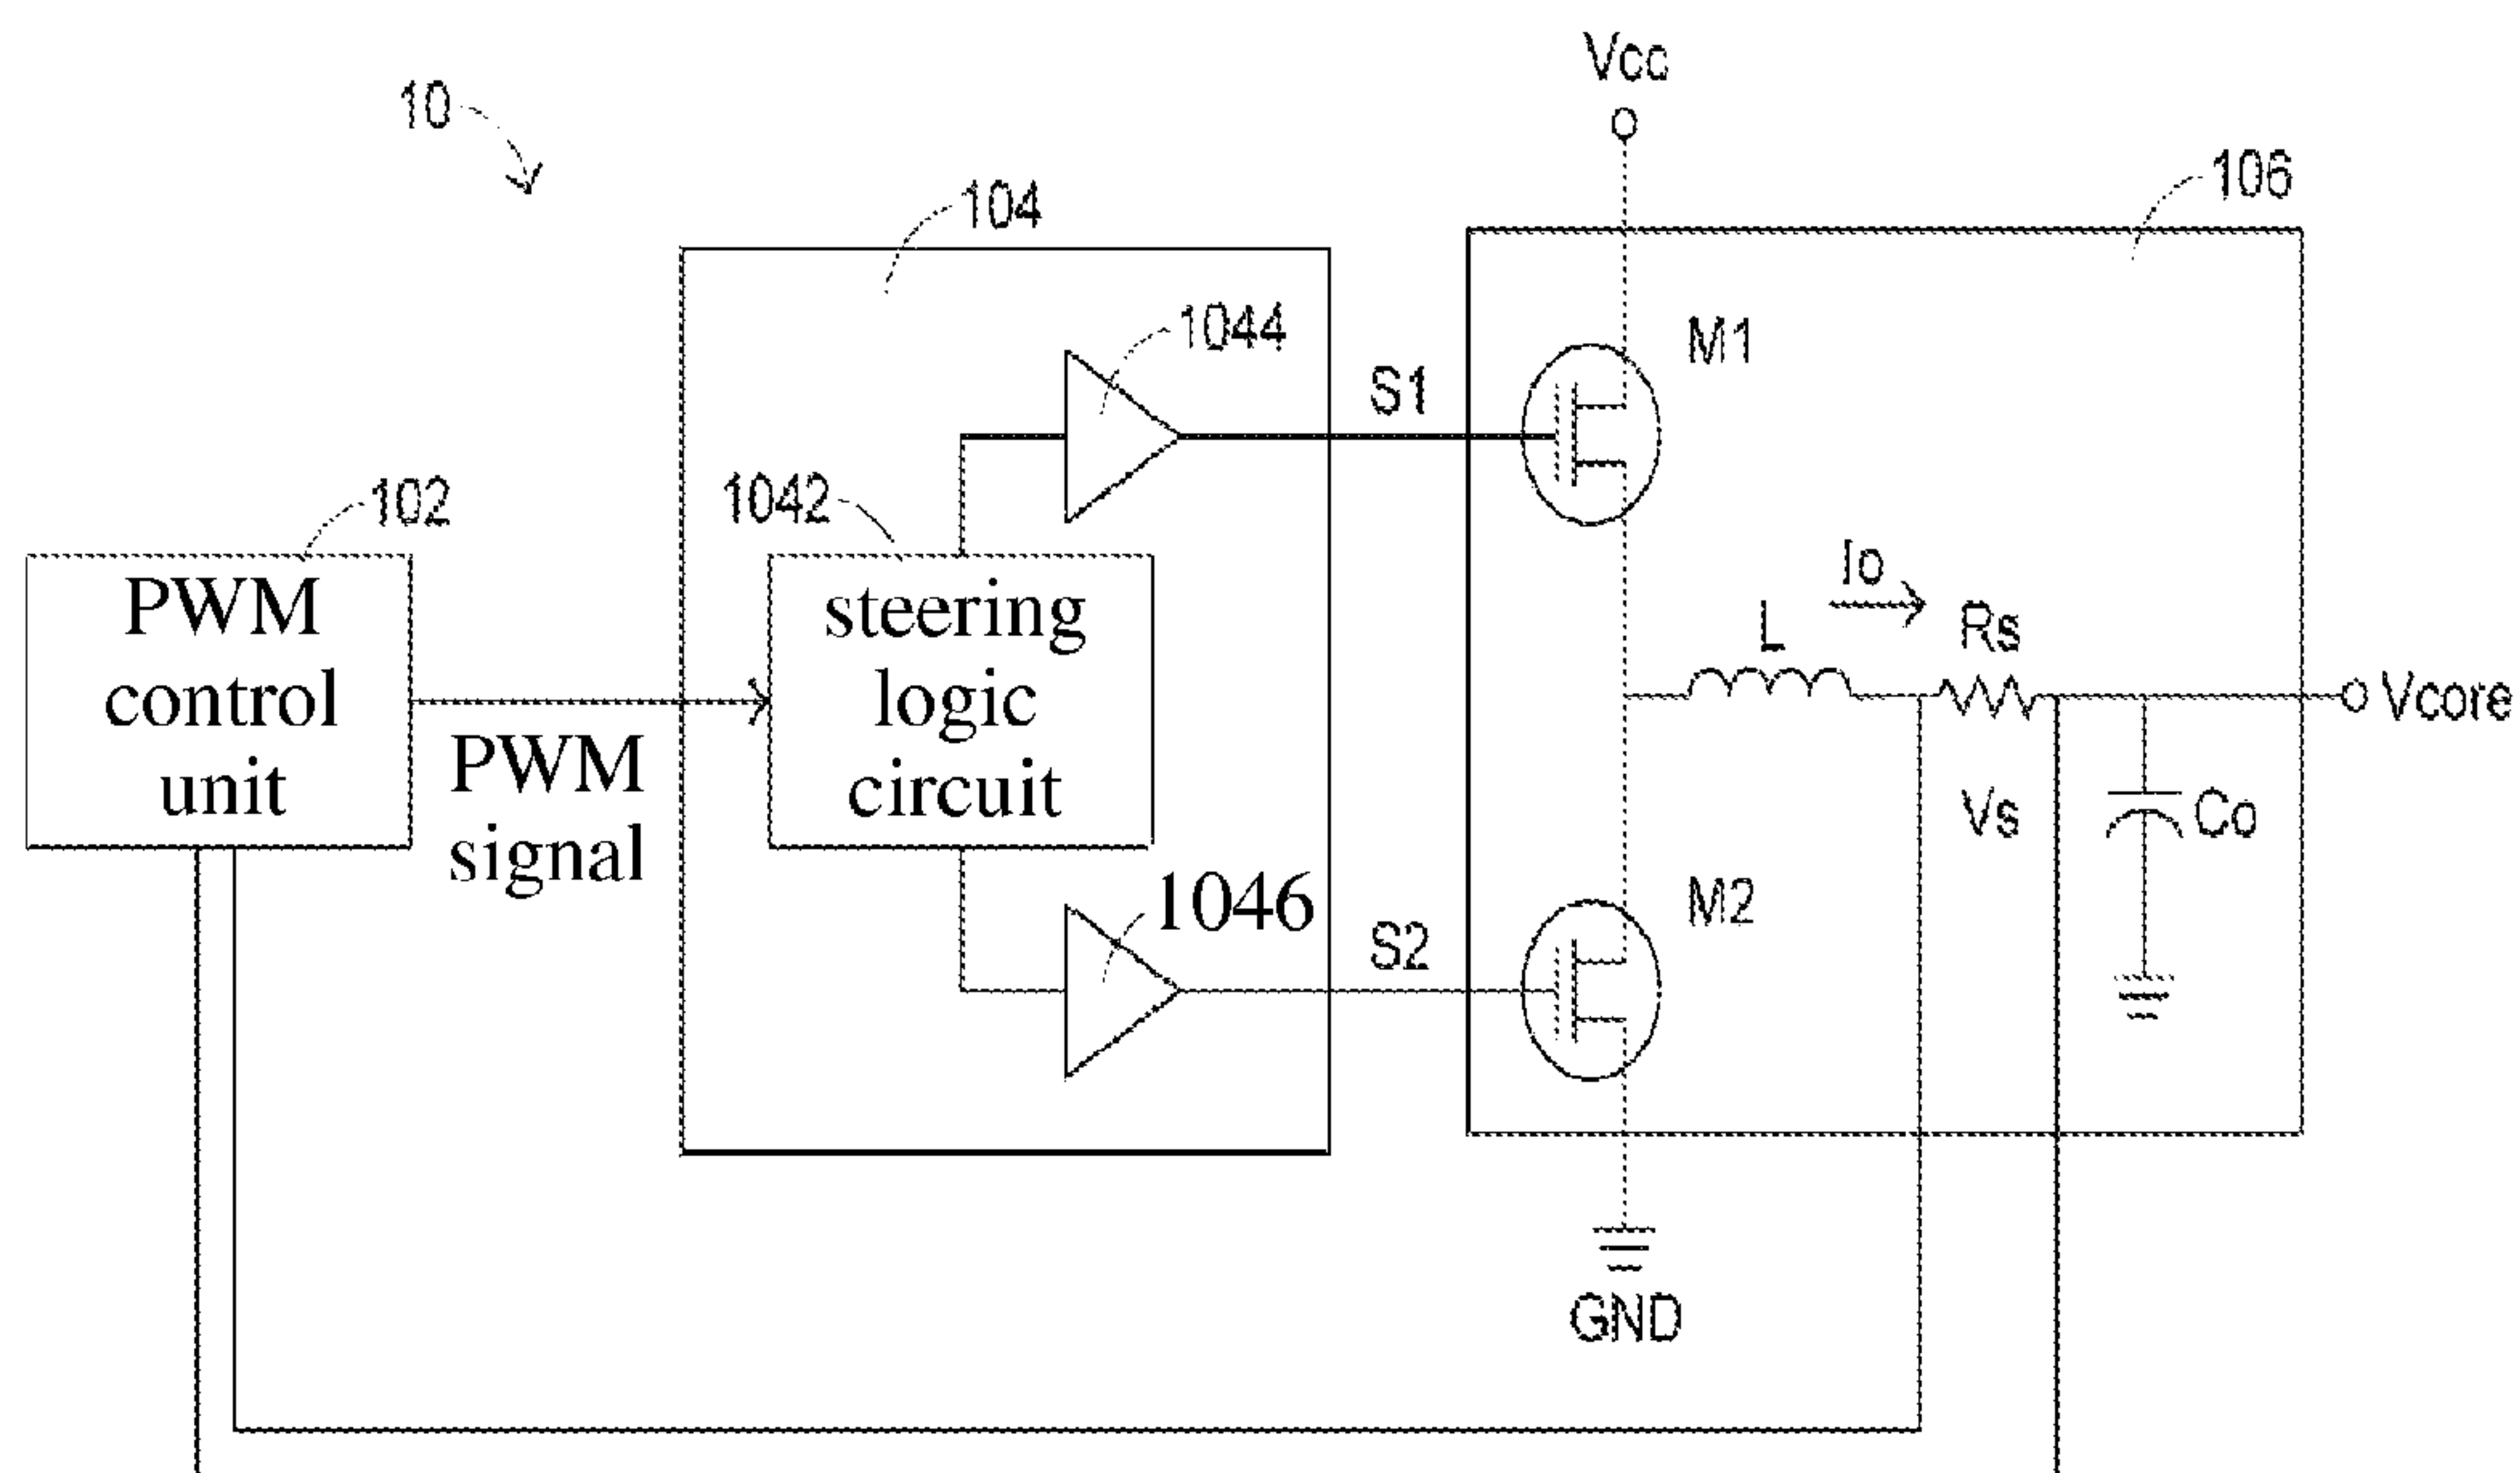 Vcc
10
106
104
1044
M1
S1
102
1042
PWM
control
unit
steering
logic
circuit
Io
L
Rs
Vcore
PWM
signal
Vs
Co
M2
1046
S2
GND